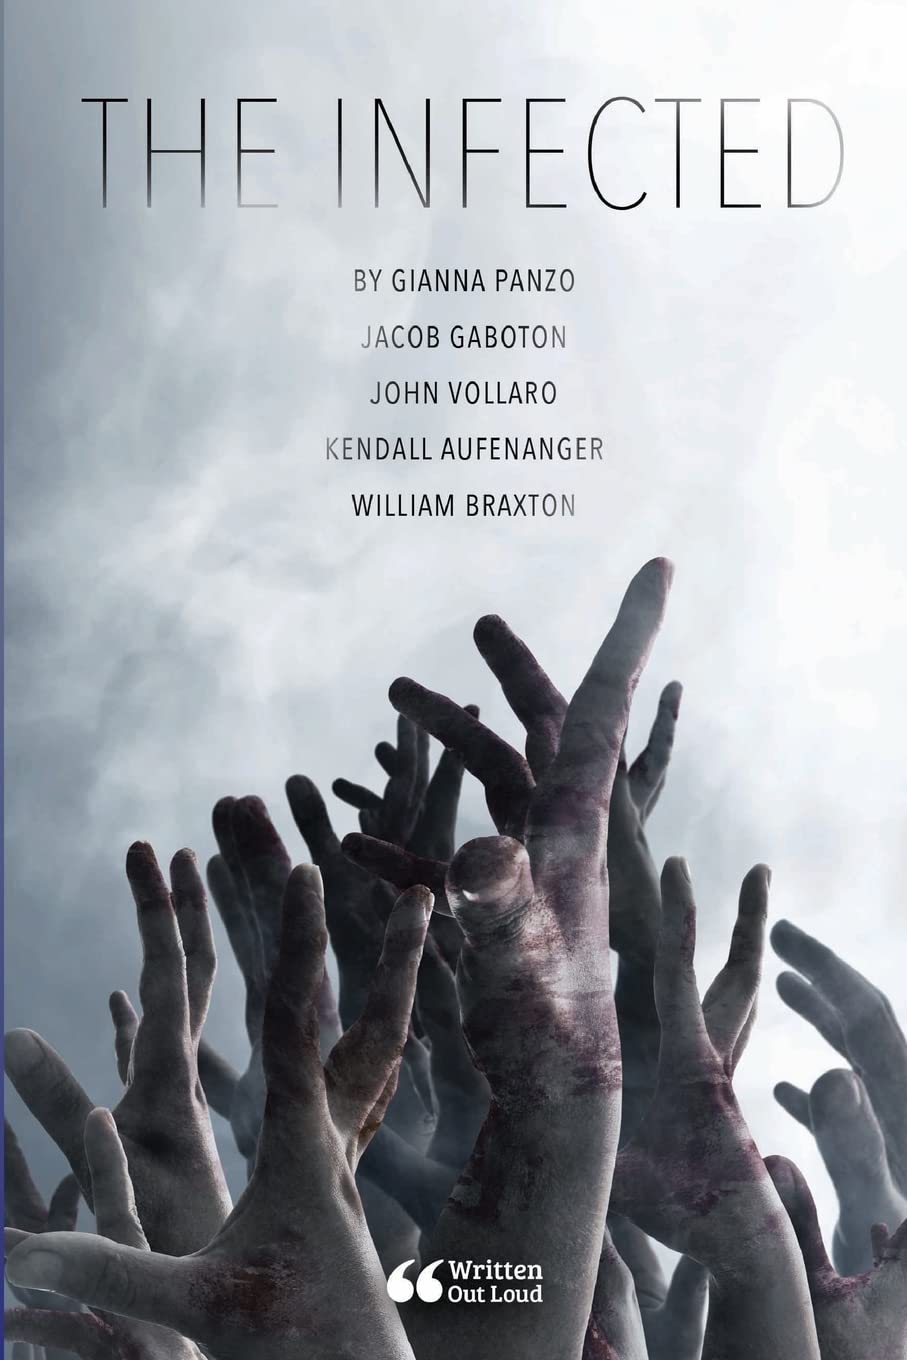 THE INFECTED
BY GIANNA PANZO
JACOB GABOTON
JOHN VOLLARO
KENDALL AUFENANGER
WILLIAM BRAXTON
Written
Out Loud